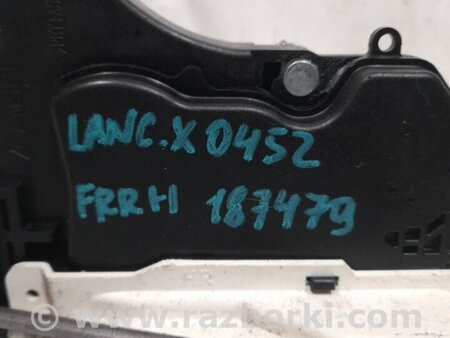 LANC.X 0452
FRRH 187479
© www.razborki.com